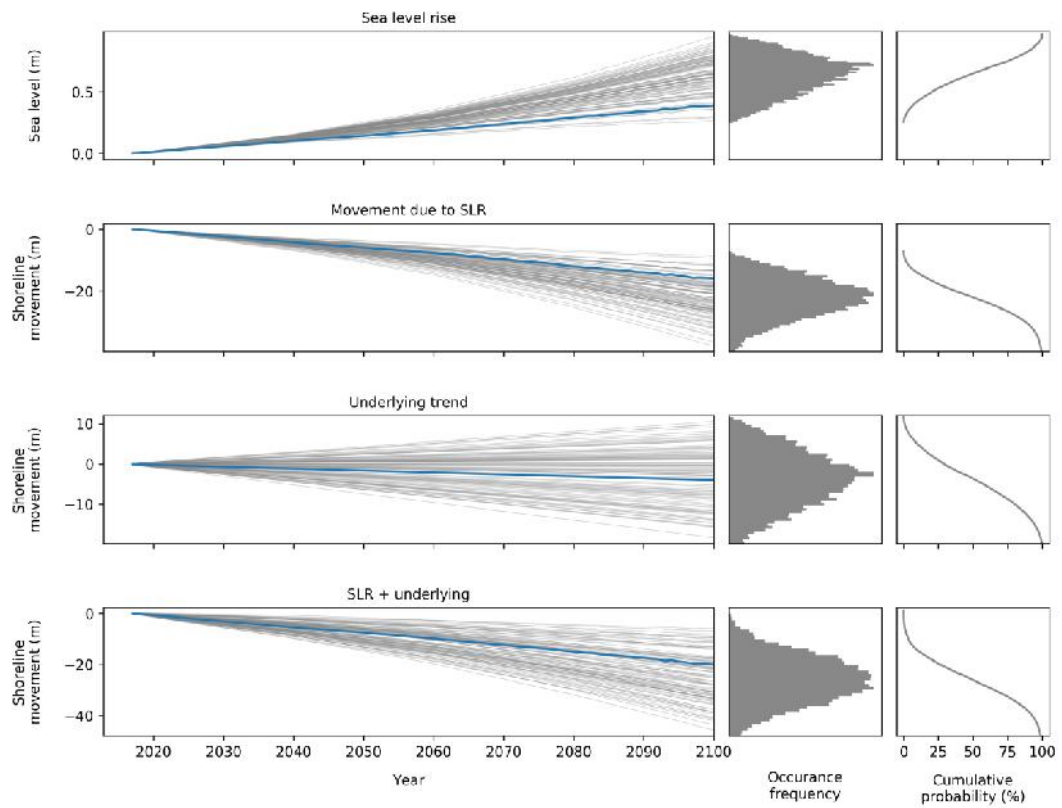 Sea level rise
Sea level (m)
0.5
0.0
Movement due to SLR
Shoreline
movement (m)
0
−20
Underlying trend
Shoreline
movement (m)
10
0
−10
SLR + underlying
Shoreline
movement (m)
0
−20
−40
2020 2030 2040 2050 2060 2070 2080 2090 2100
0 25 50 75 100
Year
Occurance
frequency
Cumulative
probability (%)